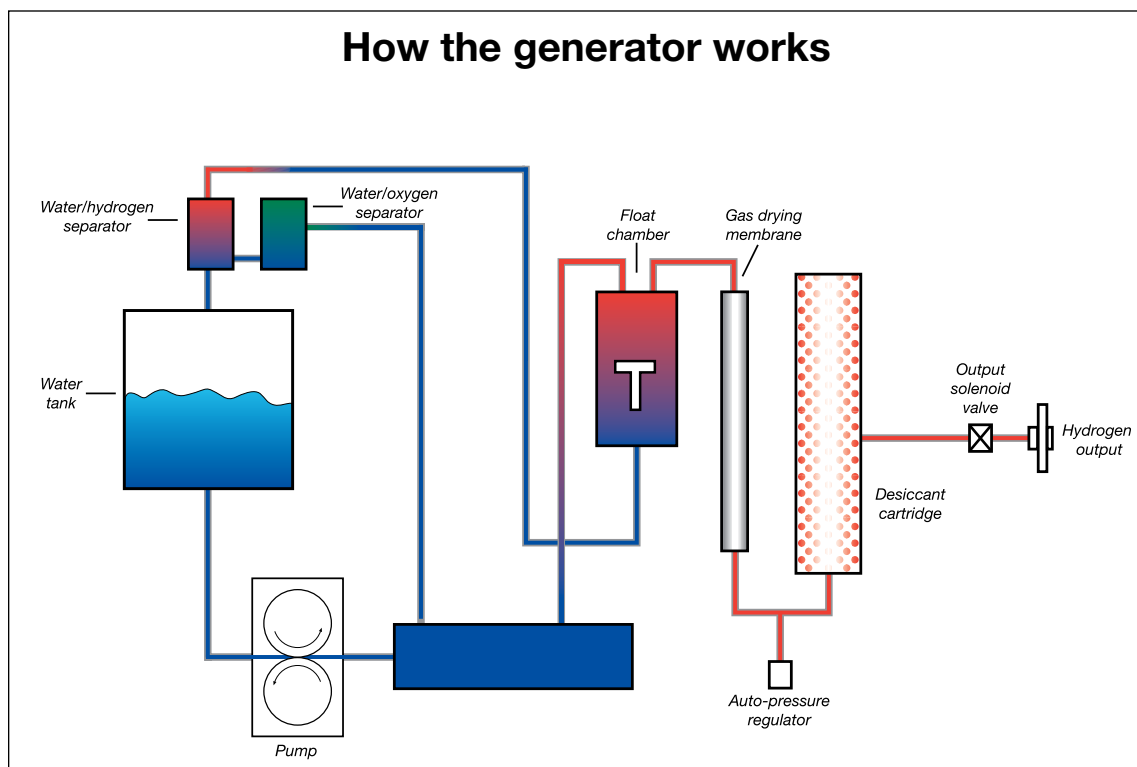 How the generator works
Water/hydrogen
separator
Water/oxygen
separator
Float
chamber
Gas drying
membrane
Water
tank
Output
solenoid
valve
Hydrogen
output
Desiccant
cartridge
T
Auto-pressure
regulator
Pump